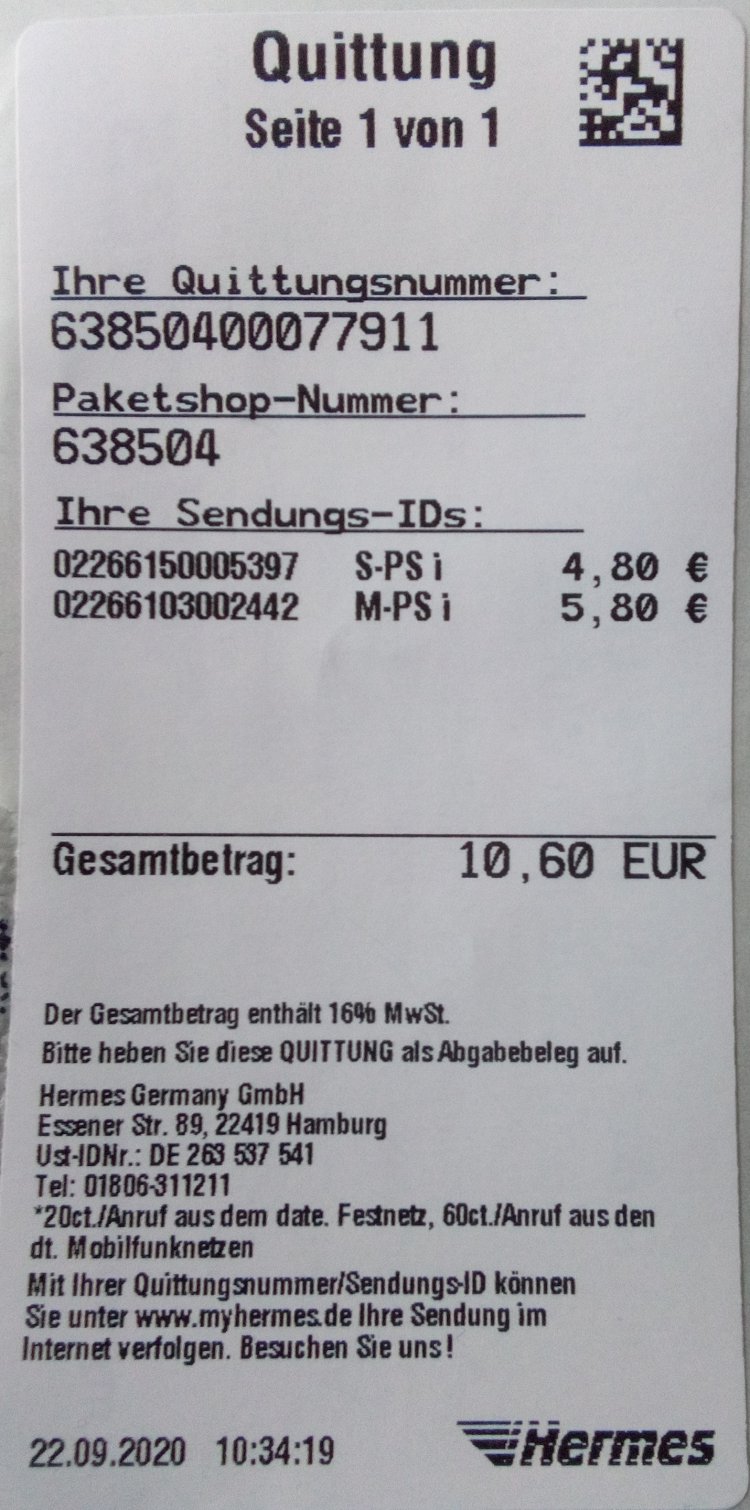 Quittung
Seite 1 von 1
Ihre Quittungsnummer:
63850400077911
Paketshop-Nummer:
638504
Ihre Sendungs-IDs:
02266150005397 S-PS i 4,80 €
02266103002442 M-PS i 5,80 €
Gesamtbetrag: 10,60 EUR
Der Gesamtbetrag enthält 16% MwSt.
Bitte heben Sie diese QUITTUNG als Abgabebeleg auf.
Hermes Germany GmbH
Essener Str. 89, 22419 Hamburg
Ust-IDNr.: DE 263 537 541
Tel: 01806-311211
*20ct./Anruf aus dem date. Festnetz, 60ct./Anruf aus den
dt. Mobilfunknetzen
Mit Ihrer Quittungsnummer/Sendungs-ID können
Sie unter www.myhermes.de Ihre Sendung im
Internet verfolgen. Besuchen Sie uns!
22.09.2020 10:34:19 Hermes